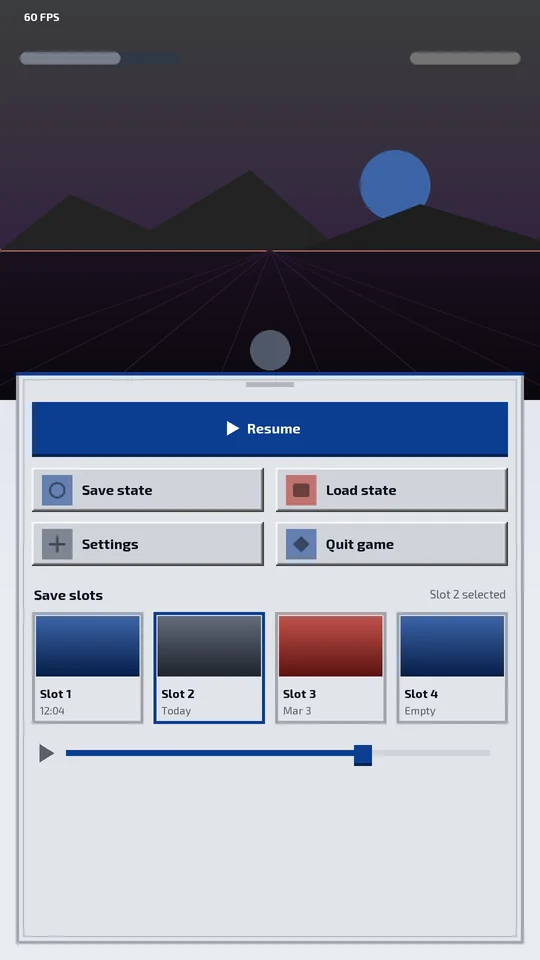 60 FPS
Resume
Save state
Load state
Settings
Quit game
Save slots
Slot 2 selected
Slot 1
12:04
Slot 2
Today
Slot 3
Mar 3
Slot 4
Empty